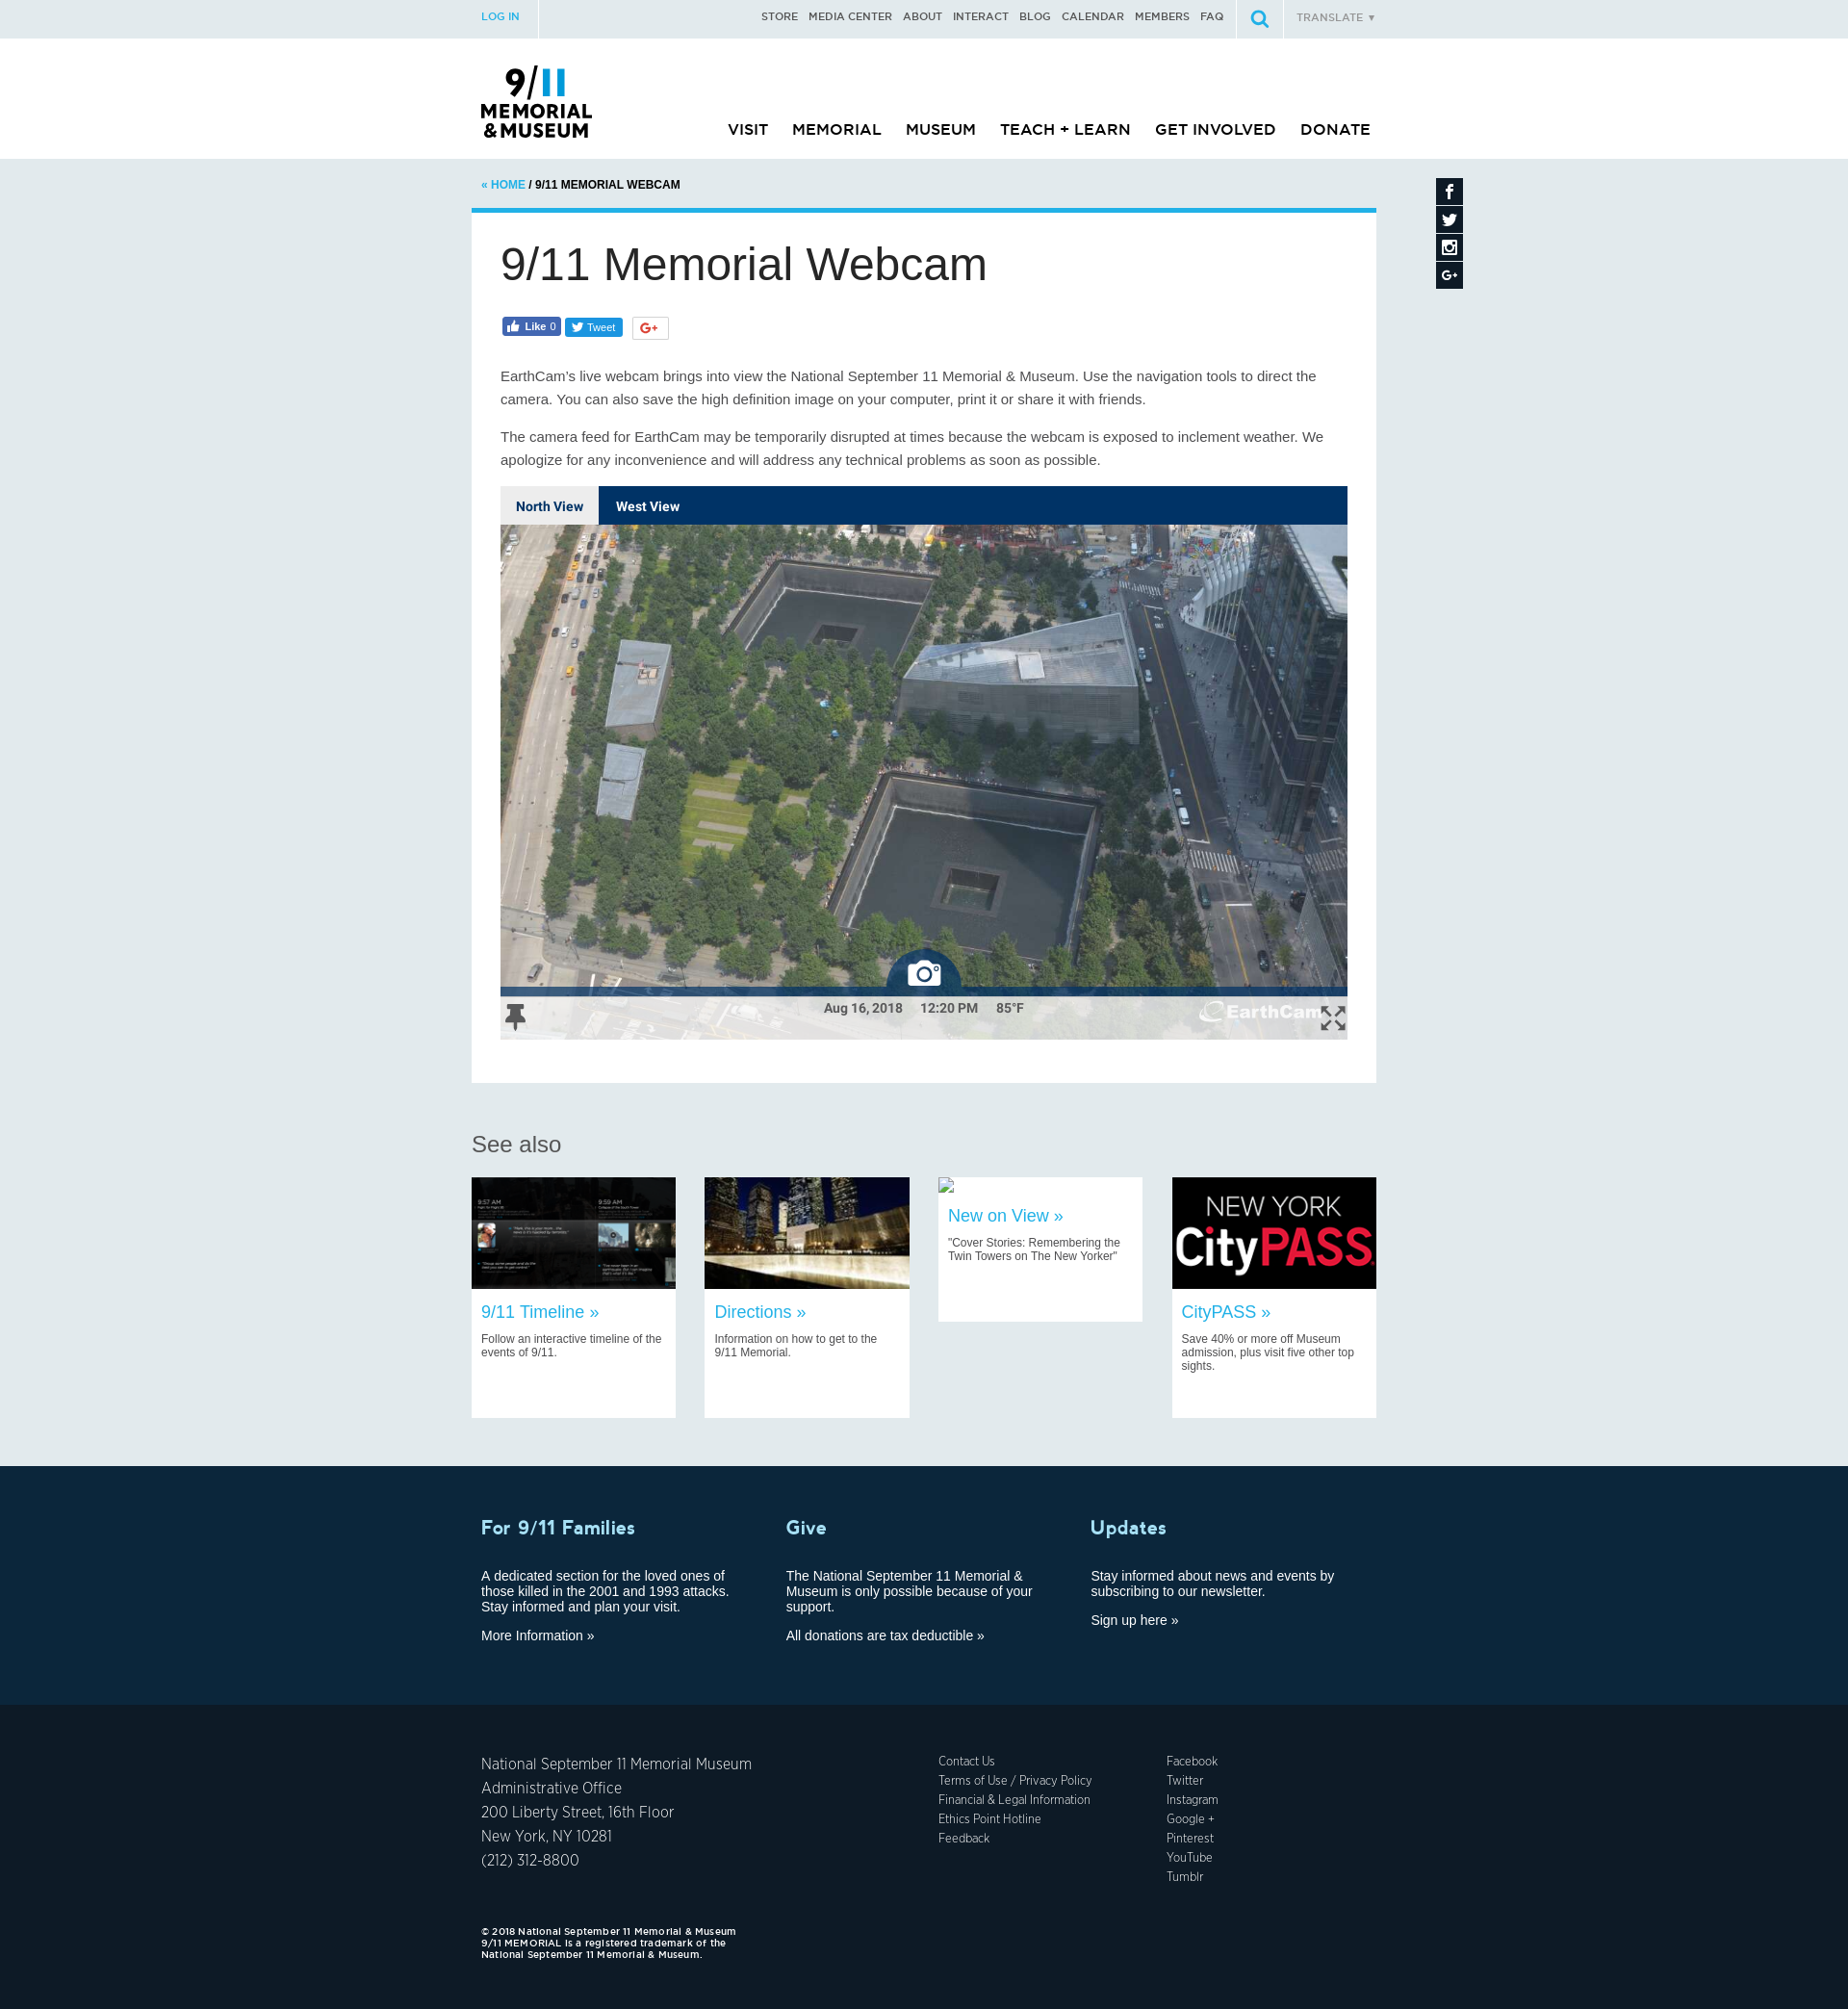 LOG IN
STORE MEDIA CENTER ABOUT INTERACT BLOG CALENDAR MEMBERS FAQ
TRANSLATE ▼
9/11
MEMORIAL
&MUSEUM
VISIT MEMORIAL MUSEUM TEACH + LEARN GET INVOLVED DONATE
« HOME / 9/11 MEMORIAL WEBCAM
9/11 Memorial Webcam
Like 0 Tweet G+
EarthCam's live webcam brings into view the National September 11 Memorial & Museum. Use the navigation tools to direct the
camera. You can also save the high definition image on your computer, print it or share it with friends.
The camera feed for EarthCam may be temporarily disrupted at times because the webcam is exposed to inclement weather. We
apologize for any inconvenience and will address any technical problems as soon as possible.
North View West View
Aug 16, 2018 12:20 PM 85°F
EarthCam
See also
9:57 AM 9:59 AM
NEW YORK
CityPASS
9/11 Timeline »
Follow an interactive timeline of the
events of 9/11.
Directions »
Information on how to get to the
9/11 Memorial.
New on View »
"Cover Stories: Remembering the
Twin Towers on The New Yorker"
CityPASS »
Save 40% or more off Museum
admission, plus visit five other top
sights.
For 9/11 Families
A dedicated section for the loved ones of
those killed in the 2001 and 1993 attacks.
Stay informed and plan your visit.
More Information »
Give
The National September 11 Memorial &
Museum is only possible because of your
support.
All donations are tax deductible »
Updates
Stay informed about news and events by
subscribing to our newsletter.
Sign up here »
National September 11 Memorial Museum
Administrative Office
200 Liberty Street, 16th Floor
New York, NY 10281
(212) 312-8800
Contact Us
Terms of Use / Privacy Policy
Financial & Legal Information
Ethics Point Hotline
Feedback
Facebook
Twitter
Instagram
Google +
Pinterest
YouTube
Tumblr
© 2018 National September 11 Memorial & Museum
9/11 MEMORIAL is a registered trademark of the
National September 11 Memorial & Museum.